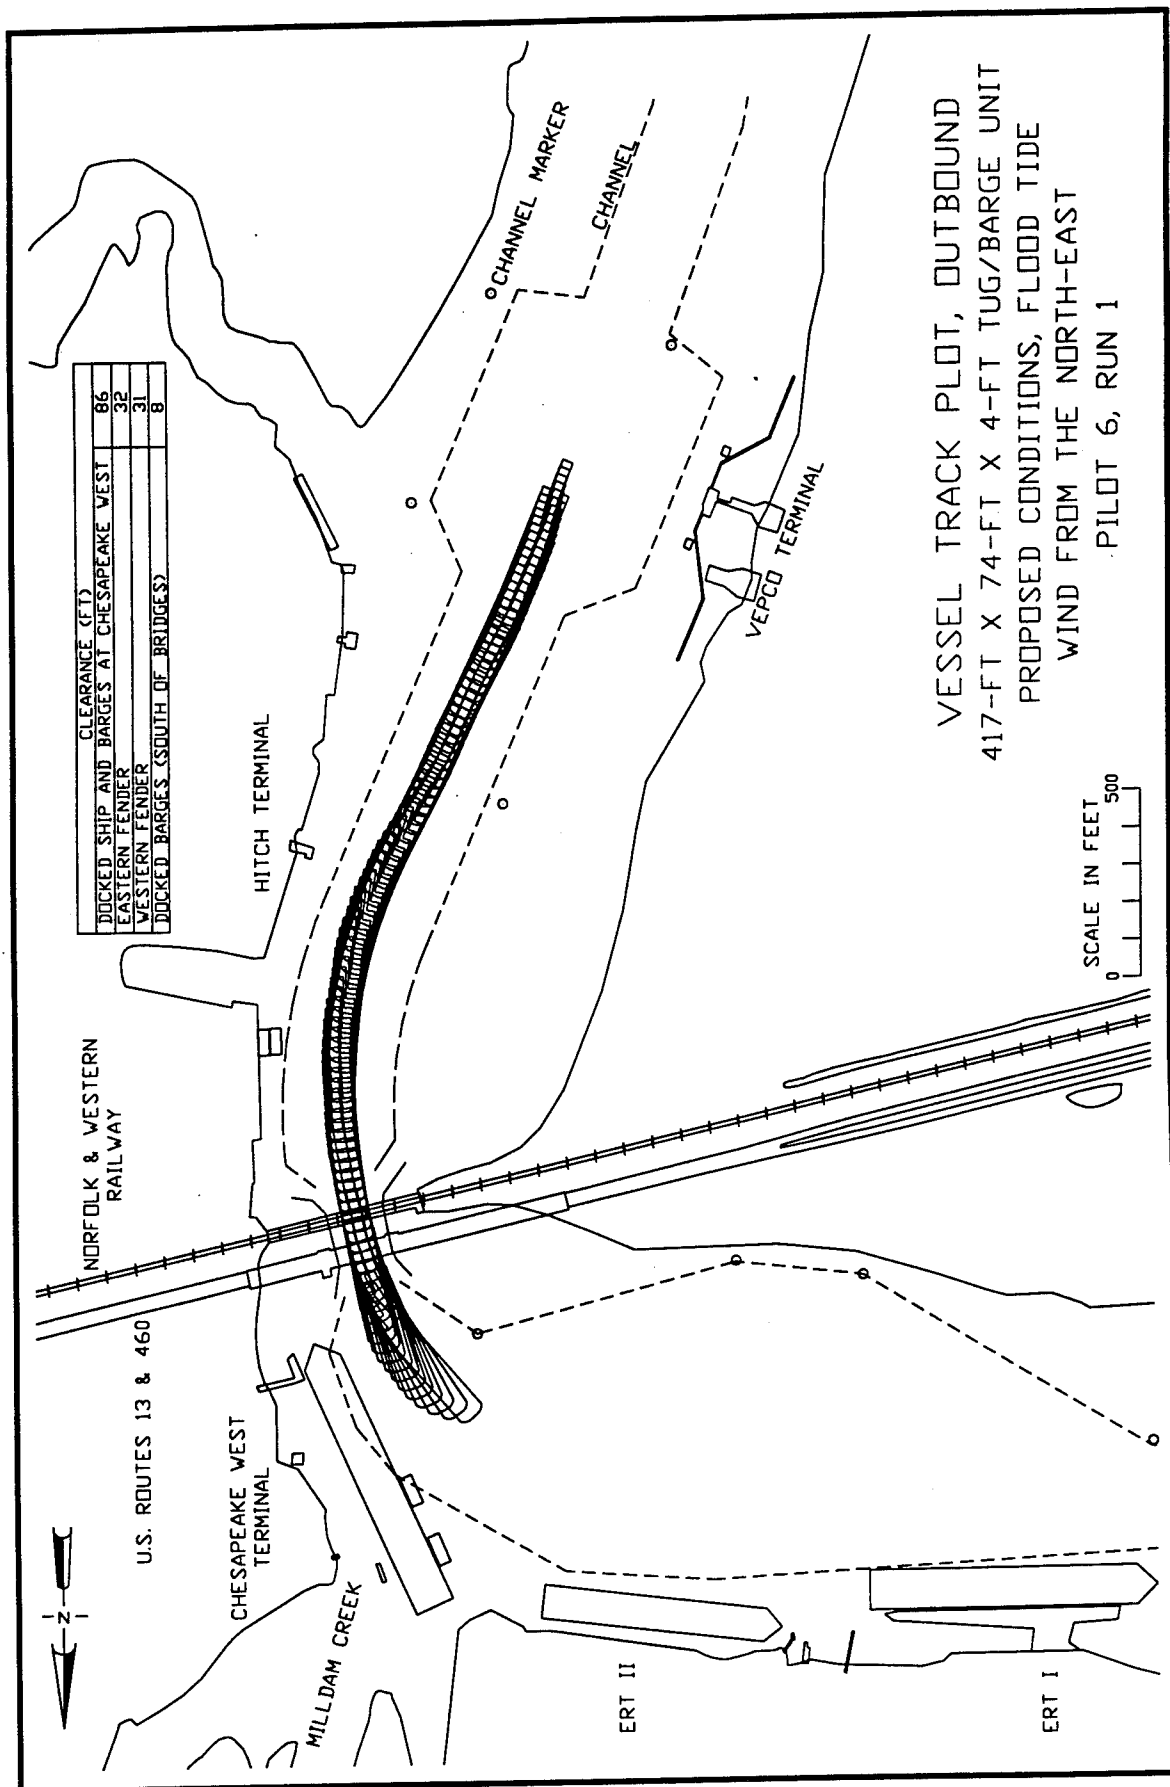 CLEARANCE (FT)
DOCKED SHIP AND BARGES AT CHESAPEAKE WEST 86
EASTERN FENDER 32
WESTERN FENDER 31
DOCKED BARGES (SOUTH OF BRIDGES) 8
N
U.S. ROUTES 13 & 460
NORFOLK & WESTERN
RAILWAY
HITCH TERMINAL
CHANNEL MARKER
CHANNEL
CHESAPEAKE WEST
TERMINAL
MILLDAM CREEK
VEPCO TERMINAL
ERT II
ERT I
SCALE IN FEET
0 500
VESSEL TRACK PLOT, OUTBOUND
417-FT X 74-FT X 4-FT TUG/BARGE UNIT
PROPOSED CONDITIONS, FLOOD TIDE
WIND FROM THE NORTH-EAST
PILOT 6, RUN 1